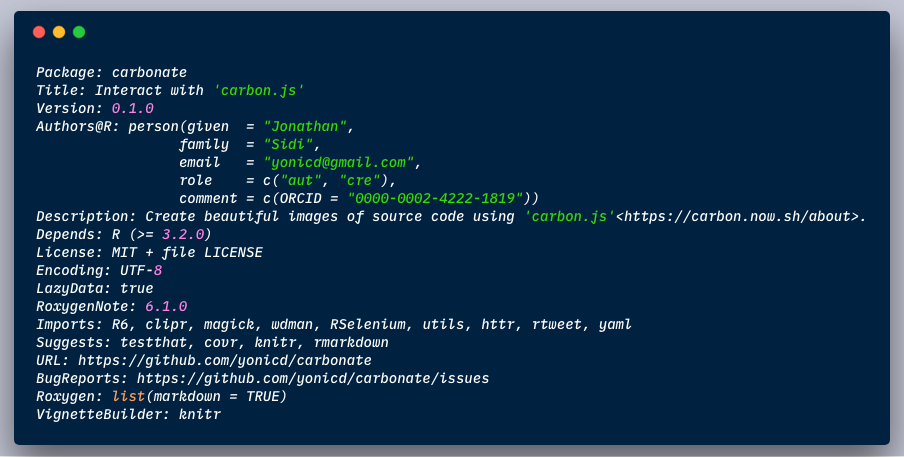 Package: carbonate
Title: Interact with 'carbon.js'
Version: 0.1.0
Authors@R: person(given  = "Jonathan",
                 family  = "Sidi",
                 email   = "yonicd@gmail.com",
                 role    = c("aut", "cre"),
                 comment = c(ORCID = "0000-0002-4222-1819"))
Description: Create beautiful images of source code using 'carbon.js'<https://carbon.now.sh/about>.
Depends: R (>= 3.2.0)
License: MIT + file LICENSE
Encoding: UTF-8
LazyData: true
RoxygenNote: 6.1.0
Imports: R6, clipr, magick, wdman, RSelenium, utils, httr, rtweet, yaml
Suggests: testthat, covr, knitr, rmarkdown
URL: https://github.com/yonicd/carbonate
BugReports: https://github.com/yonicd/carbonate/issues
Roxygen: list(markdown = TRUE)
VignetteBuilder: knitr